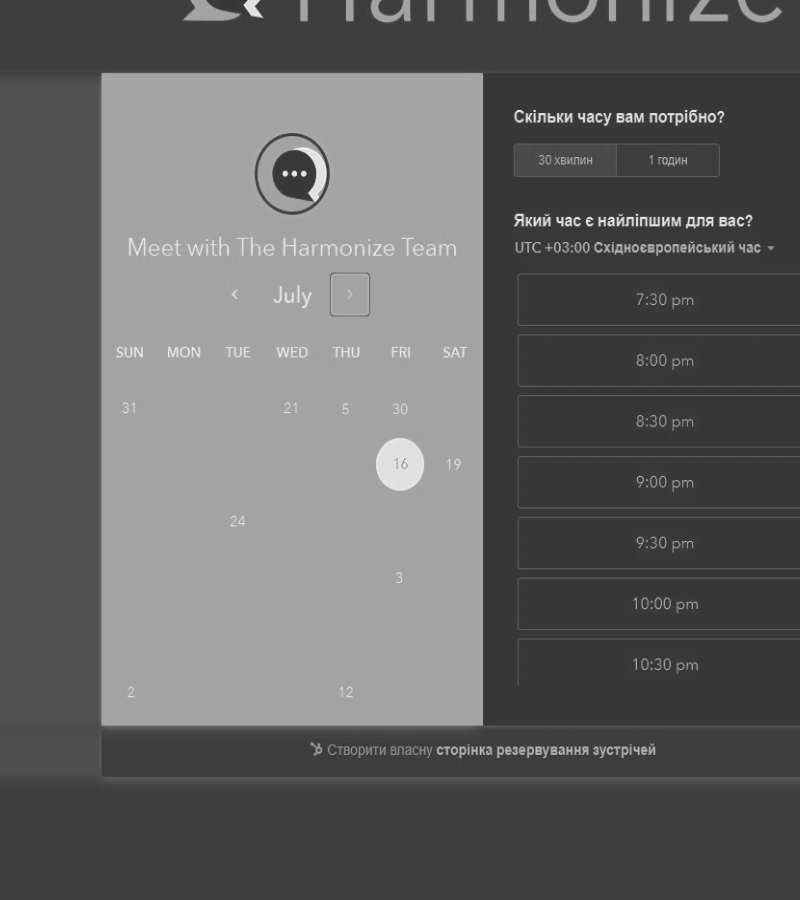 Harmonize
Meet with The Harmonize Team
July
SUN MON TUE WED THU FRI SAT
31 21 5 30
16 19
24
3
2 12
Скільки часу вам потрібно?
30 хвилин 1 годин
Який час є найліпшим для вас?
UTC +03:00 Східноєвропейський час
7:30 pm
8:00 pm
8:30 pm
9:00 pm
9:30 pm
10:00 pm
10:30 pm
Створити власну сторінка резервування зустрічей